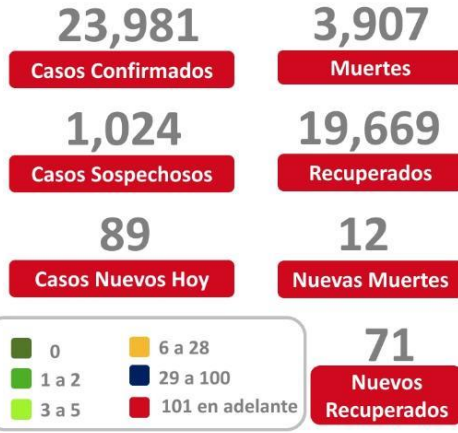 23,981
Casos Confirmados
3,907
Muertes
1,024
Casos Sospechosos
19,669
Recuperados
89
Casos Nuevos Hoy
12
Nuevas Muertes
0
1 a 2
3 a 5
6 a 28
29 a 100
101 en adelante
71
Nuevos
Recuperados